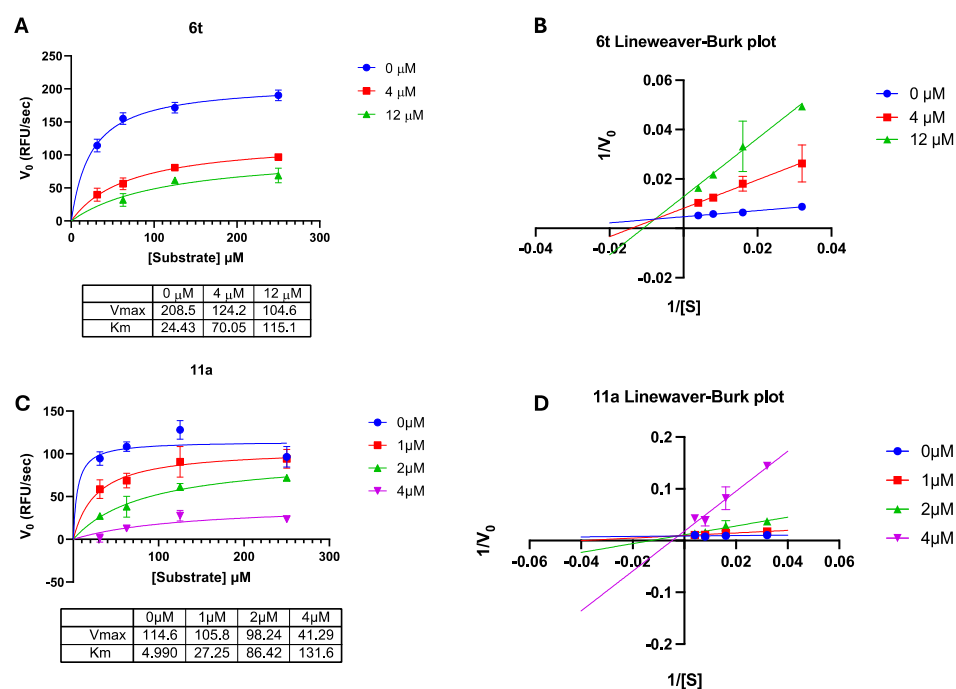 A
6t
V0 (RFU/sec)
250
200
150
100
50
0
0 100 200 300
[Substrate] µM
0 µM
4 µM
12 µM
0 µM 4 µM 12 µM
Vmax 208.5 124.2 104.6
Km 24.43 70.05 115.1
B
6t Lineweaver-Burk plot
1/V0
0.06
0.04
0.02
-0.02
-0.04 -0.02 0.00 0.02 0.04
1/[S]
0 µM
4 µM
12 µM
11a
C
V0 (RFU/sec)
150
100
50
0
-50
100 200 300
[Substrate] µM
0µM
1µM
2µM
4µM
0µM 1µM 2µM 4µM
Vmax 114.6 105.8 98.24 41.29
Km 4.990 27.25 86.42 131.6
D
11a Linewaver-Burk plot
1/V0
0.2
0.1
0.0
-0.1
-0.2
-0.06 -0.04 -0.02 0.00 0.02 0.04 0.06
1/[S]
0µM
1µM
2µM
4µM